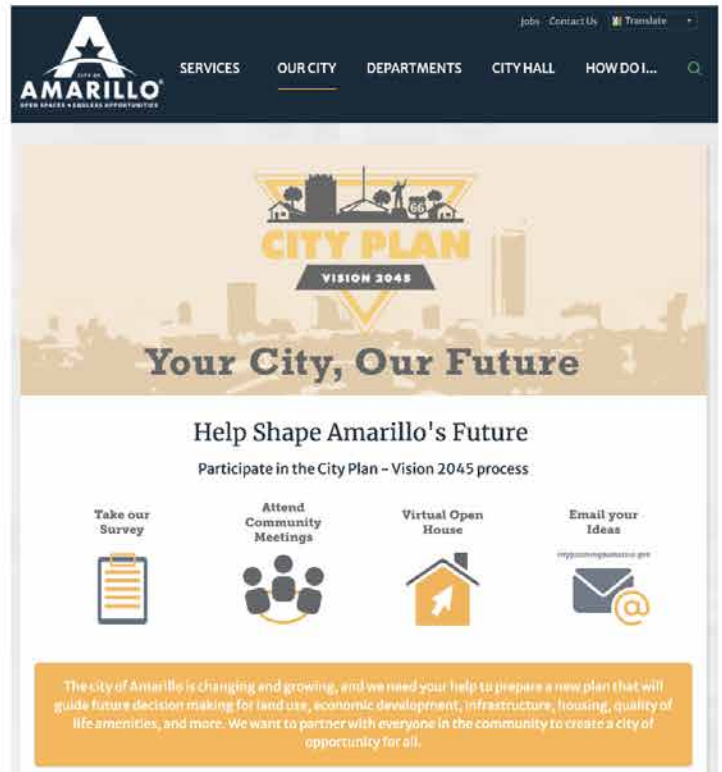 Jobs Contact Us Translate
CITY OF
AMARILLO
OPEN SPACES • ENDLESS OPPORTUNITIES
SERVICES OUR CITY DEPARTMENTS CITY HALL HOW DO I...
66
CITY PLAN
VISION 2045
Your City, Our Future
Help Shape Amarillo's Future
Participate in the City Plan – Vision 2045 process
Take our
Survey
Attend
Community
Meetings
Virtual Open
House
Email your
Ideas
@
The city of Amarillo is changing and growing, and we need your help to prepare a new plan that will
guide future decision making for land use, economic development, infrastructure, housing, quality of
life amenities, and more. We want to partner with everyone in the community to create a city of
opportunity for all.